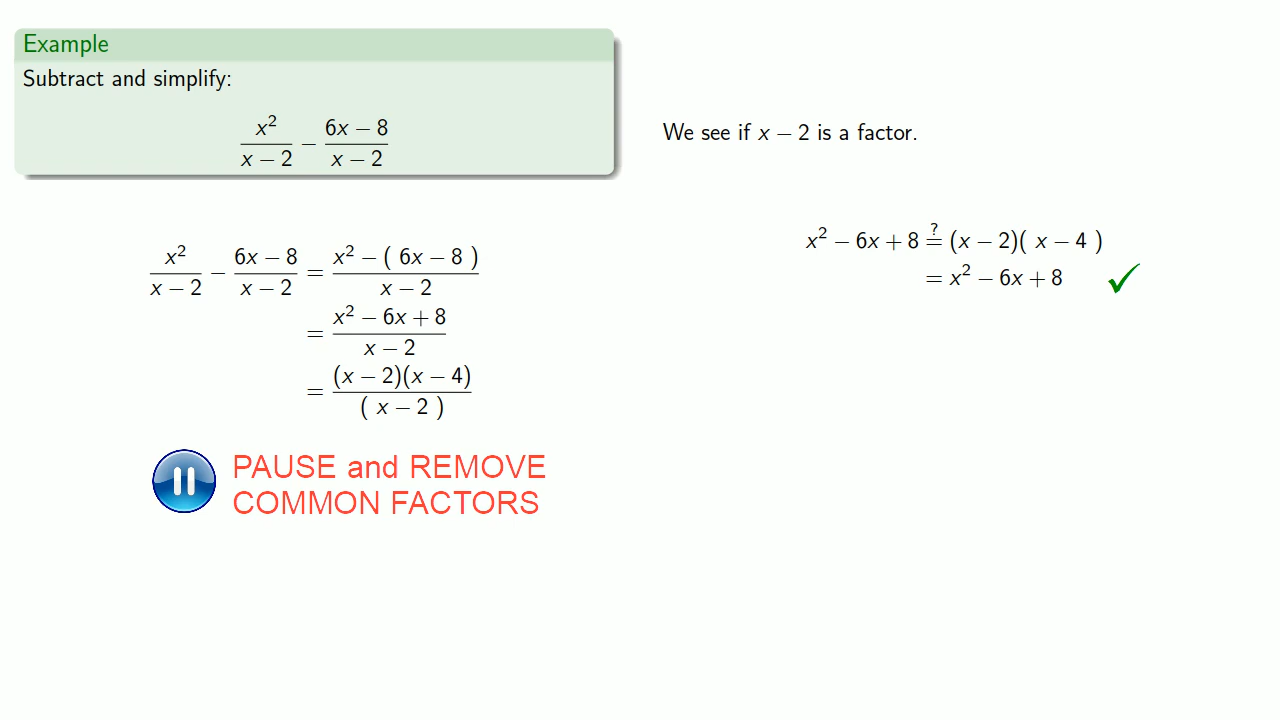 Example
Subtract and simplify:
x² / (x − 2) − (6x − 8) / (x − 2)
We see if x − 2 is a factor.
x² − 6x + 8 ≟ (x − 2)( x − 4 )
= x² − 6x + 8 ✓
x² / (x − 2) − (6x − 8) / (x − 2) = (x² − ( 6x − 8 )) / (x − 2)
= (x² − 6x + 8) / (x − 2)
= (x − 2)(x − 4) / ( x − 2 )
PAUSE and REMOVE
COMMON FACTORS